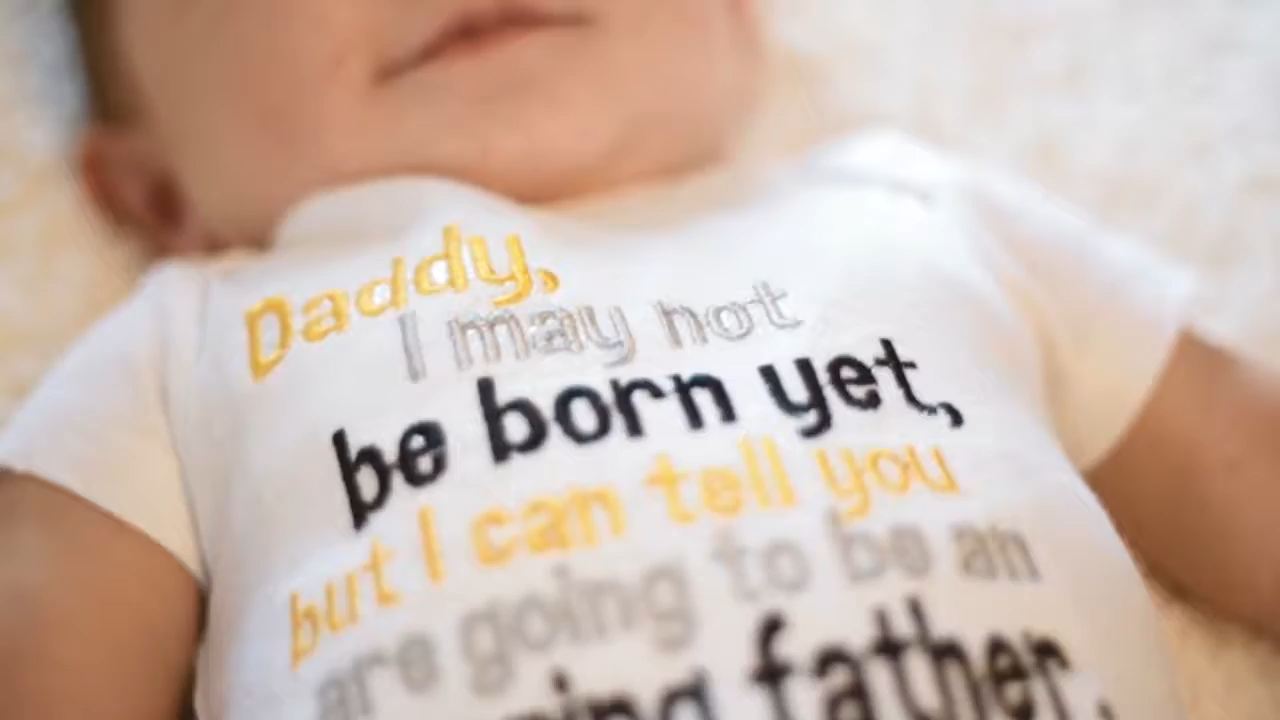 Daddy,
I may not
be born yet,
but I can tell you
are going to be an
father.